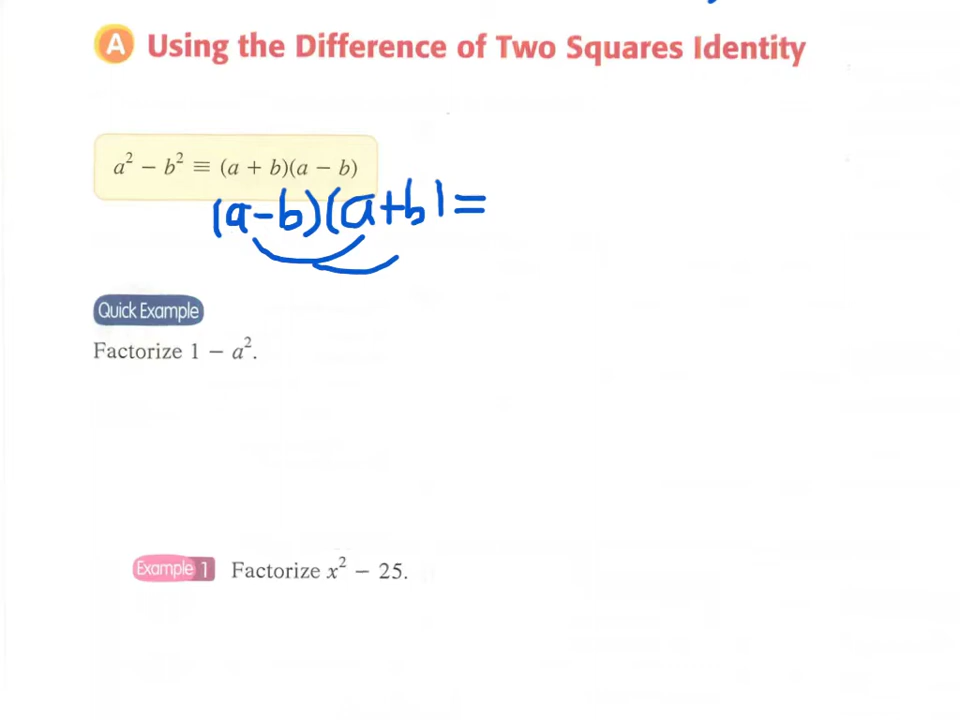 A Using the Difference of Two Squares Identity
a² − b² ≡ (a + b)(a − b)
(a-b)(a+b)=
Quick Example
Factorize 1 − a².
Example 1 Factorize x² − 25.